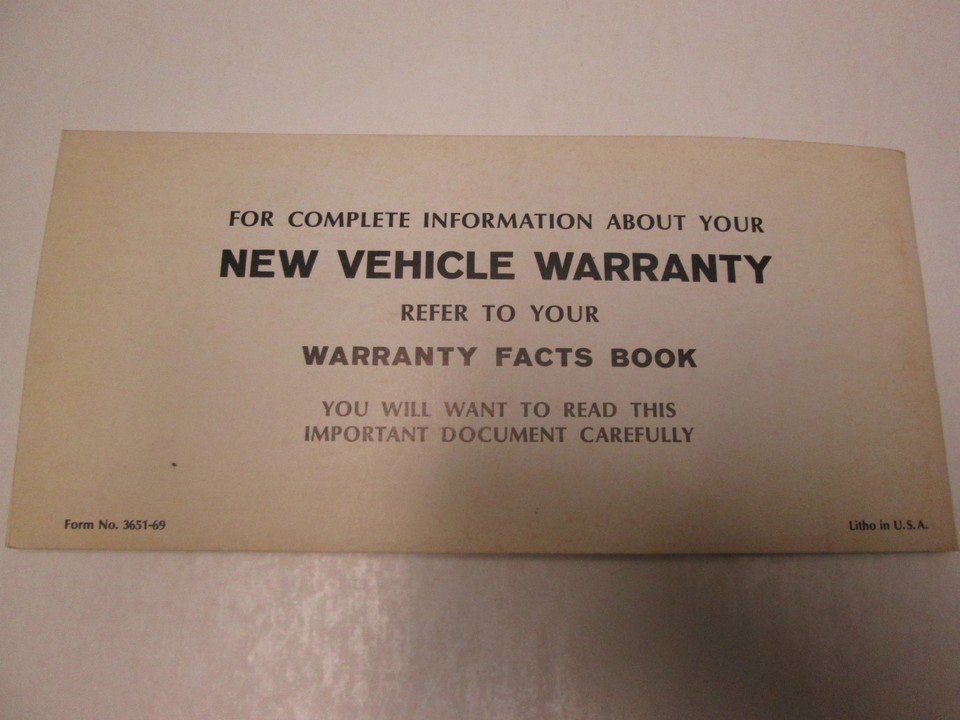 FOR COMPLETE INFORMATION ABOUT YOUR
NEW VEHICLE WARRANTY
REFER TO YOUR
WARRANTY FACTS BOOK
YOU WILL WANT TO READ THIS
IMPORTANT DOCUMENT CAREFULLY
Form No. 3651-69
Litho in U.S.A.